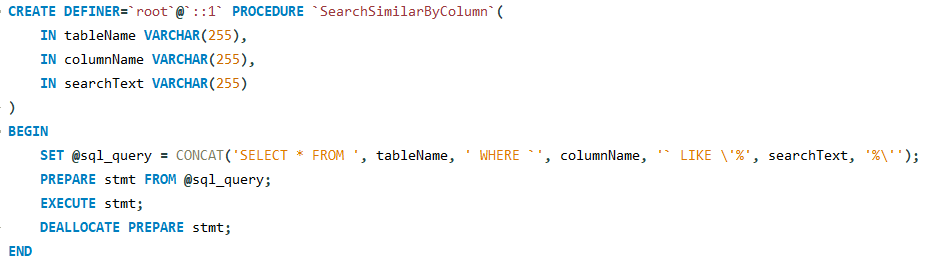 CREATE DEFINER=`root`@`::1` PROCEDURE `SearchSimilarByColumn`(
IN tableName VARCHAR(255),
IN columnName VARCHAR(255),
IN searchText VARCHAR(255)
)
BEGIN
SET @sql_query = CONCAT('SELECT * FROM ', tableName, ' WHERE `', columnName, '` LIKE \'%', searchText, '%\'');
PREPARE stmt FROM @sql_query;
EXECUTE stmt;
DEALLOCATE PREPARE stmt;
END